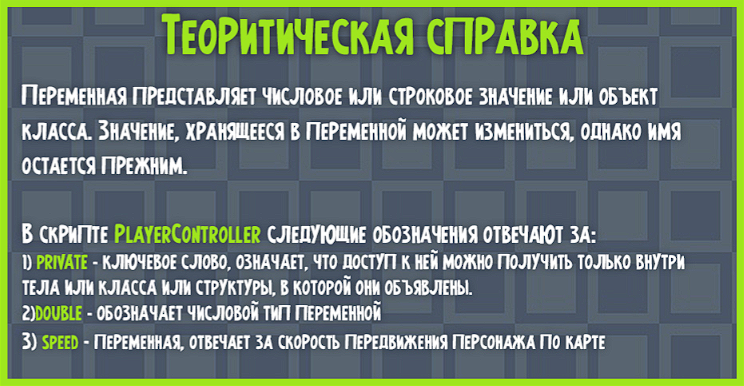 Теоритическая справка
Переменная представляет числовое или строковое значение или объект
класса. Значение, хранящееся в переменной может измениться, однако имя
остается прежним.
В скрипте PlayerController следующие обозначения отвечают за:
1) private - ключевое слово, означает, что доступ к ней можно получить только внутри
тела или класса или структуры, в которой они объявлены.
2)double - обозначает числовой тип переменной
3) speed - переменная, отвечает за скорость передвижения персонажа по карте